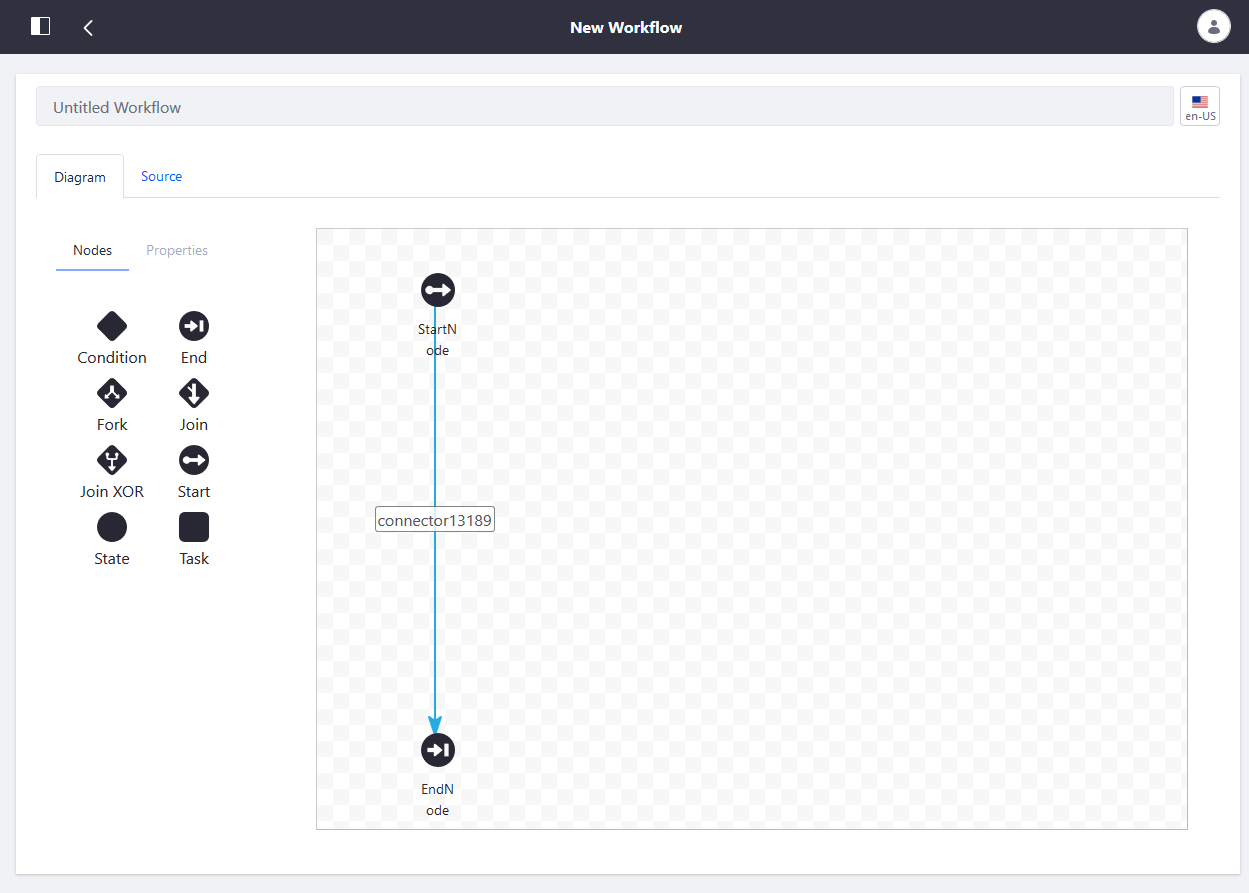 New Workflow
Untitled Workflow
en-US
Diagram
Source
Nodes
Properties
Condition
End
Fork
Join
Join XOR
Start
State
Task
StartN
ode
connector13189
EndN
ode